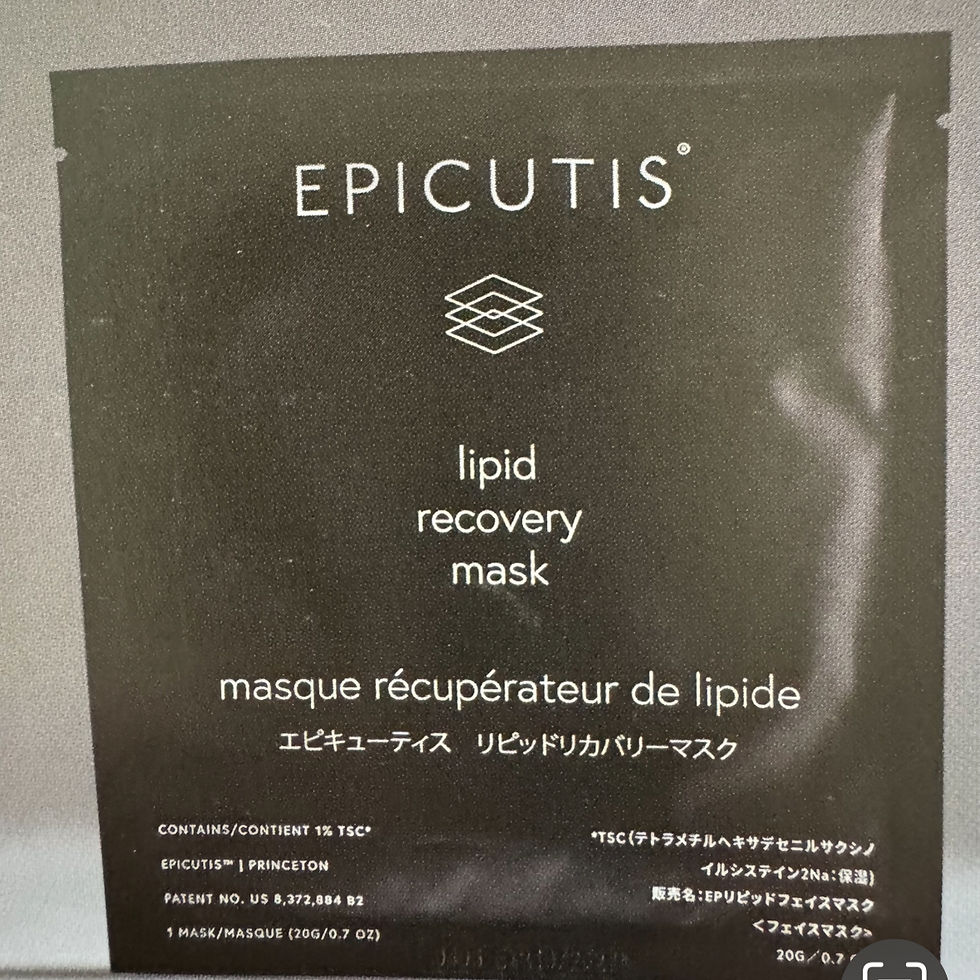 EPICUTIS®
lipid
recovery
mask
masque récupérateur de lipide
エピキューティス リピッドリカバリーマスク
CONTAINS/CONTIENT 1% TSC*
EPICUTIS™ | PRINCETON
PATENT NO. US 8,372,884 B2
1 MASK/MASQUE (20G/0.7 OZ)
*TSC(テトラメチルヘキサデセニルサクシノ
イルシステイン2Na:保湿)
販売名:EPリピッドフェイスマスク
<フェイスマスク>
20G/0.7